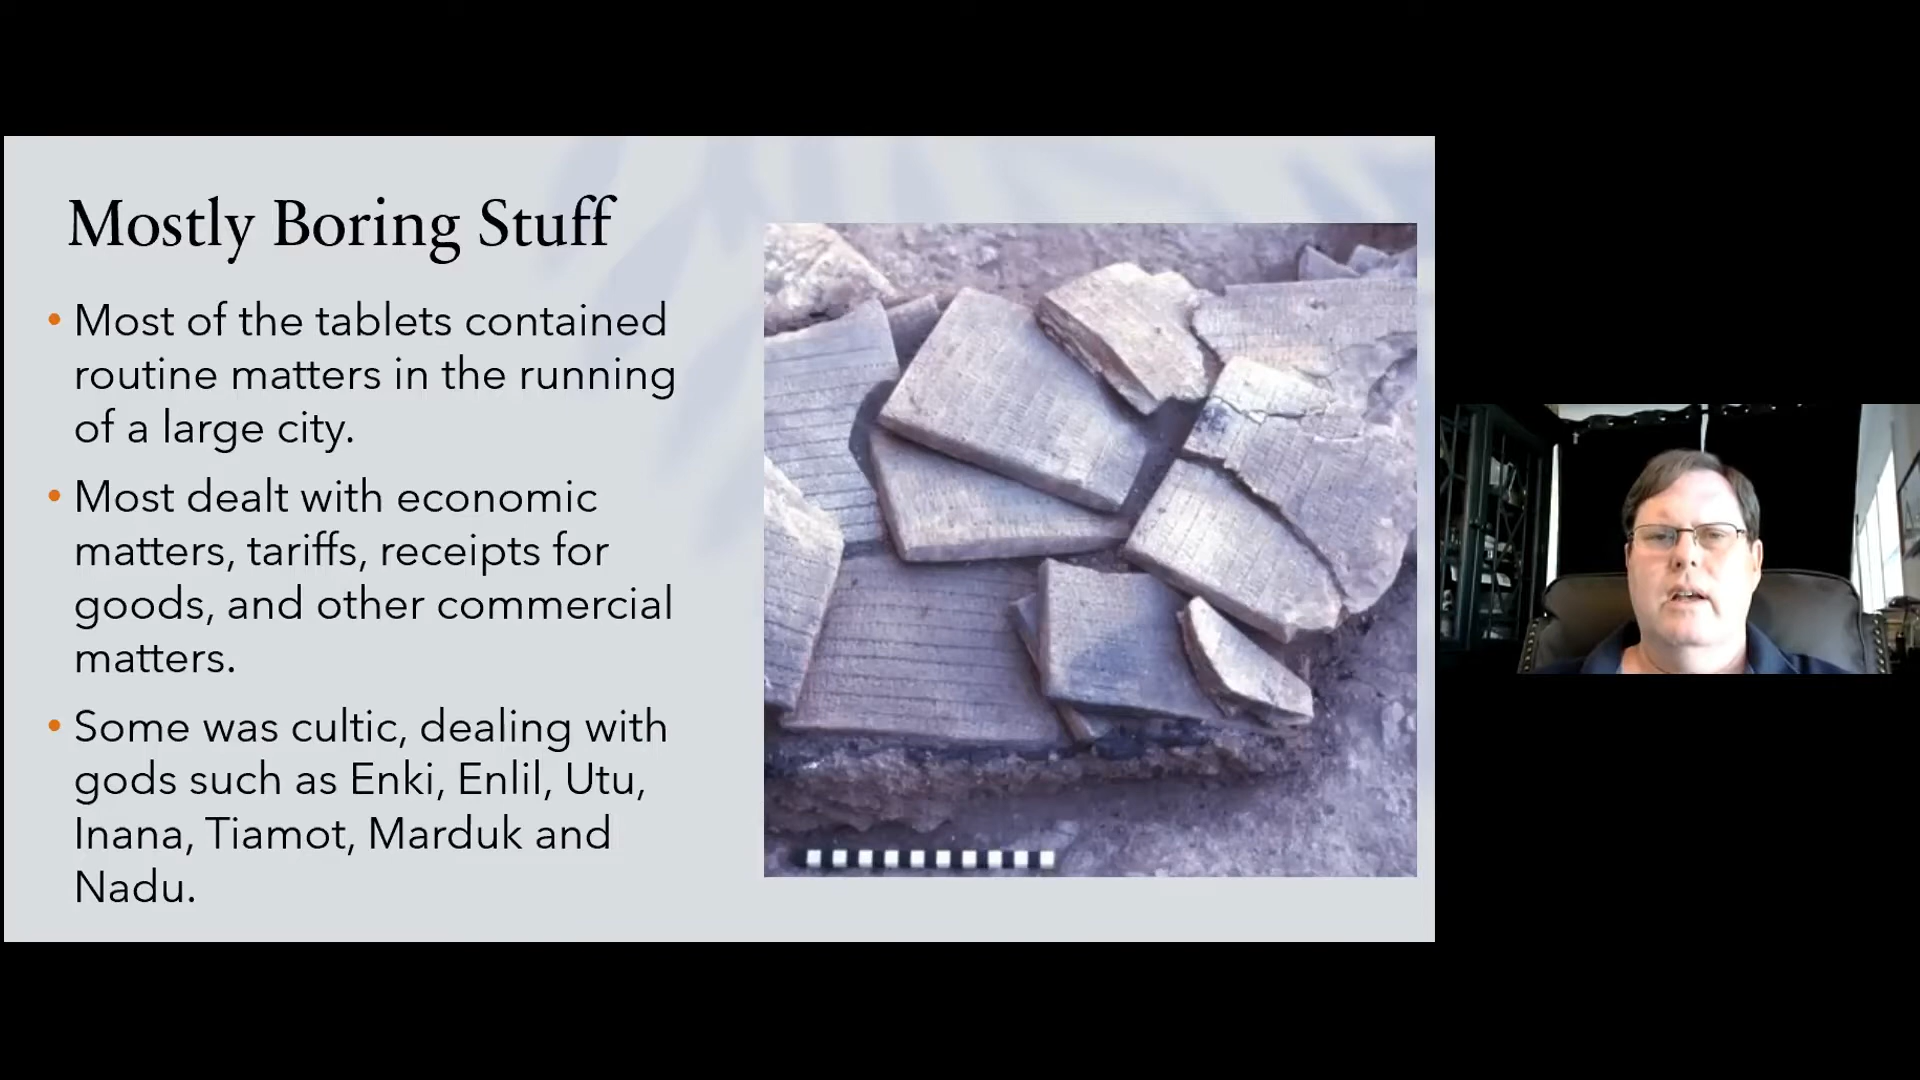 Mostly Boring Stuff
• Most of the tablets contained
routine matters in the running
of a large city.
• Most dealt with economic
matters, tariffs, receipts for
goods, and other commercial
matters.
• Some was cultic, dealing with
gods such as Enki, Enlil, Utu,
Inana, Tiamot, Marduk and
Nadu.